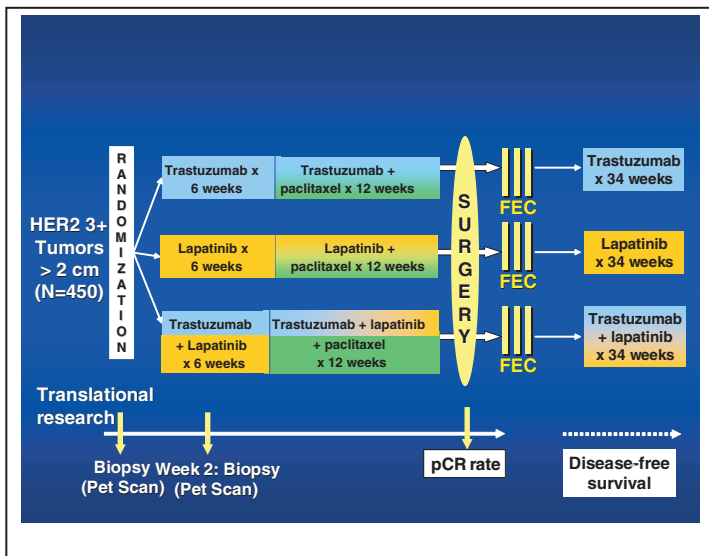 HER2 3+
Tumors
> 2 cm
(N=450)
RANDOMIZATION
Trastuzumab x
6 weeks
Trastuzumab +
paclitaxel x 12 weeks
Lapatinib x
6 weeks
Lapatinib +
paclitaxel x 12 weeks
Trastuzumab
+ Lapatinib
x 6 weeks
Trastuzumab + lapatinib
+ paclitaxel
x 12 weeks
SURGERY
FEC
FEC
FEC
Trastuzumab
x 34 weeks
Lapatinib
x 34 weeks
Trastuzumab
+ lapatinib
x 34 weeks
Translational
research
Biopsy
(Pet Scan)
Week 2: Biopsy
(Pet Scan)
pCR rate
Disease-free
survival